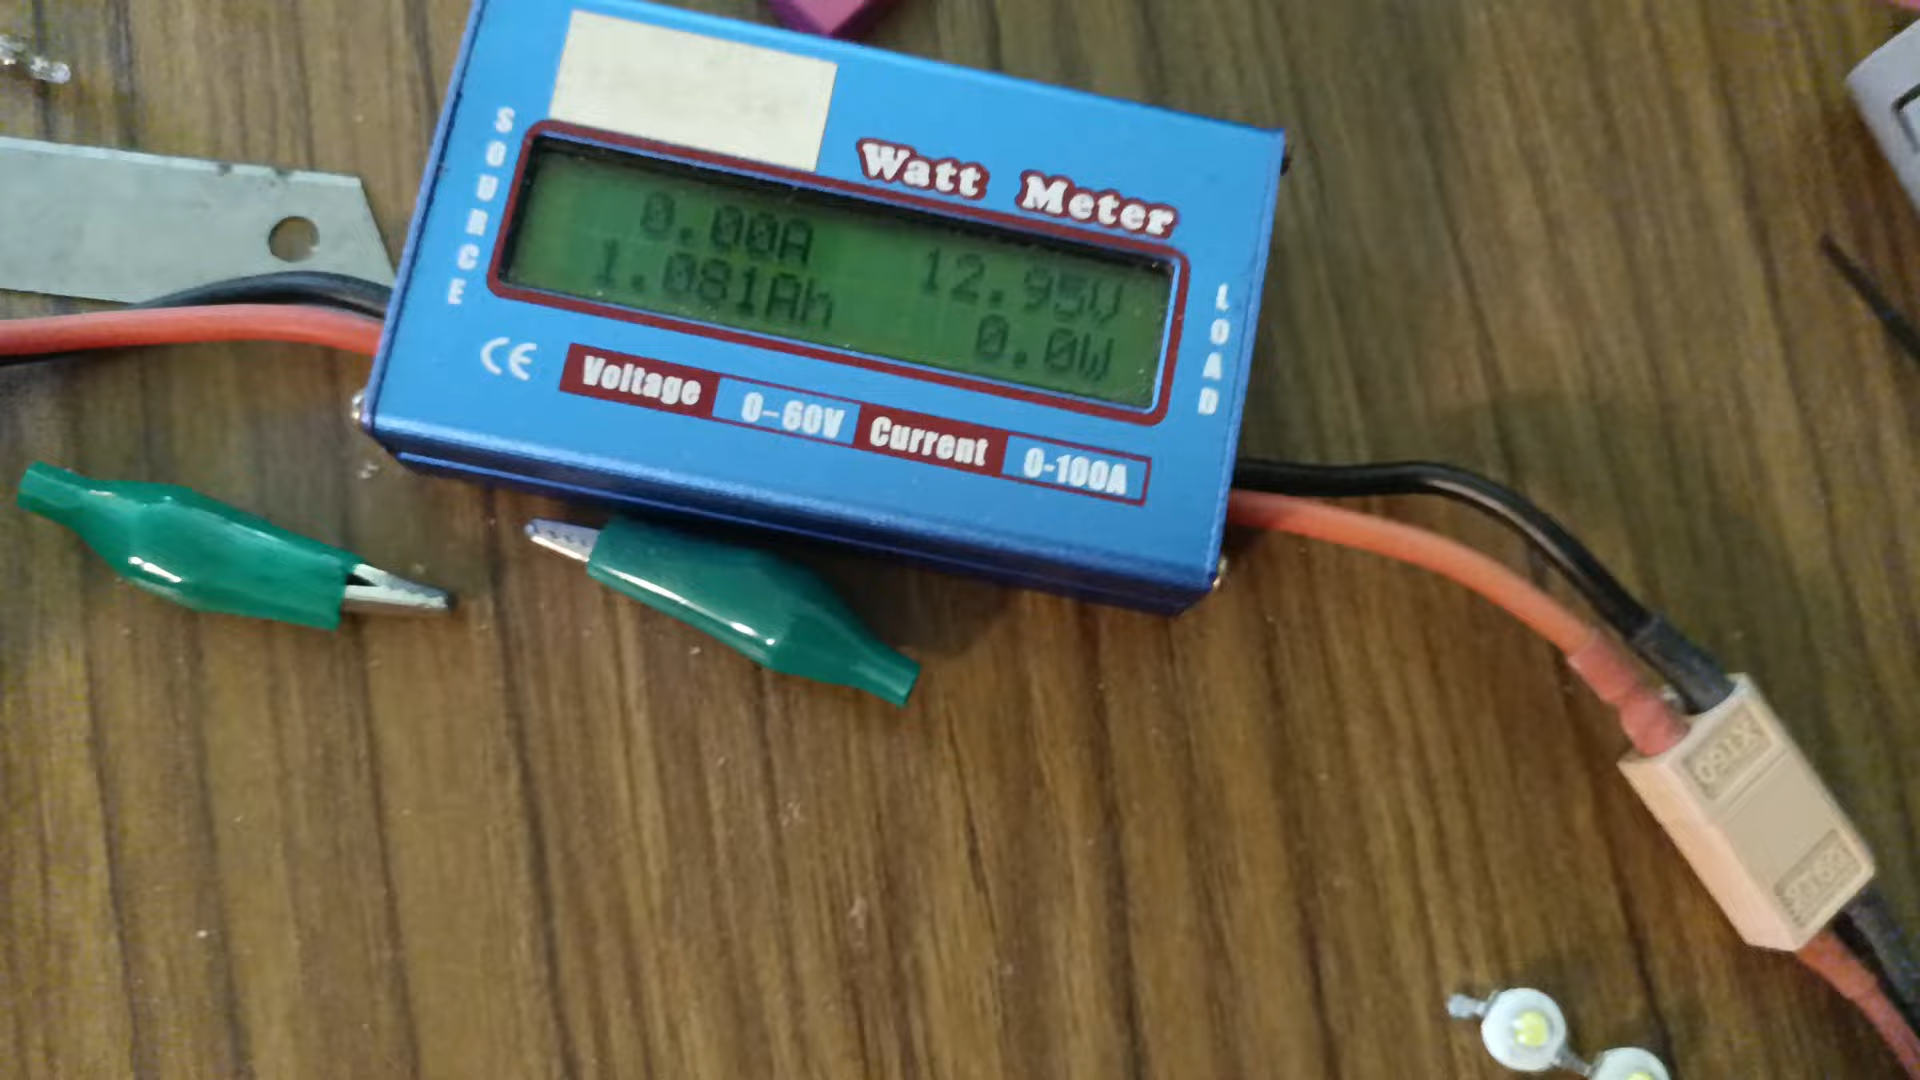 SOURCE
Watt Meter
0.00A 12.95V
1.081Ah 0.0W
LOAD
CE
Voltage 0-60V Current 0-100A
XT60